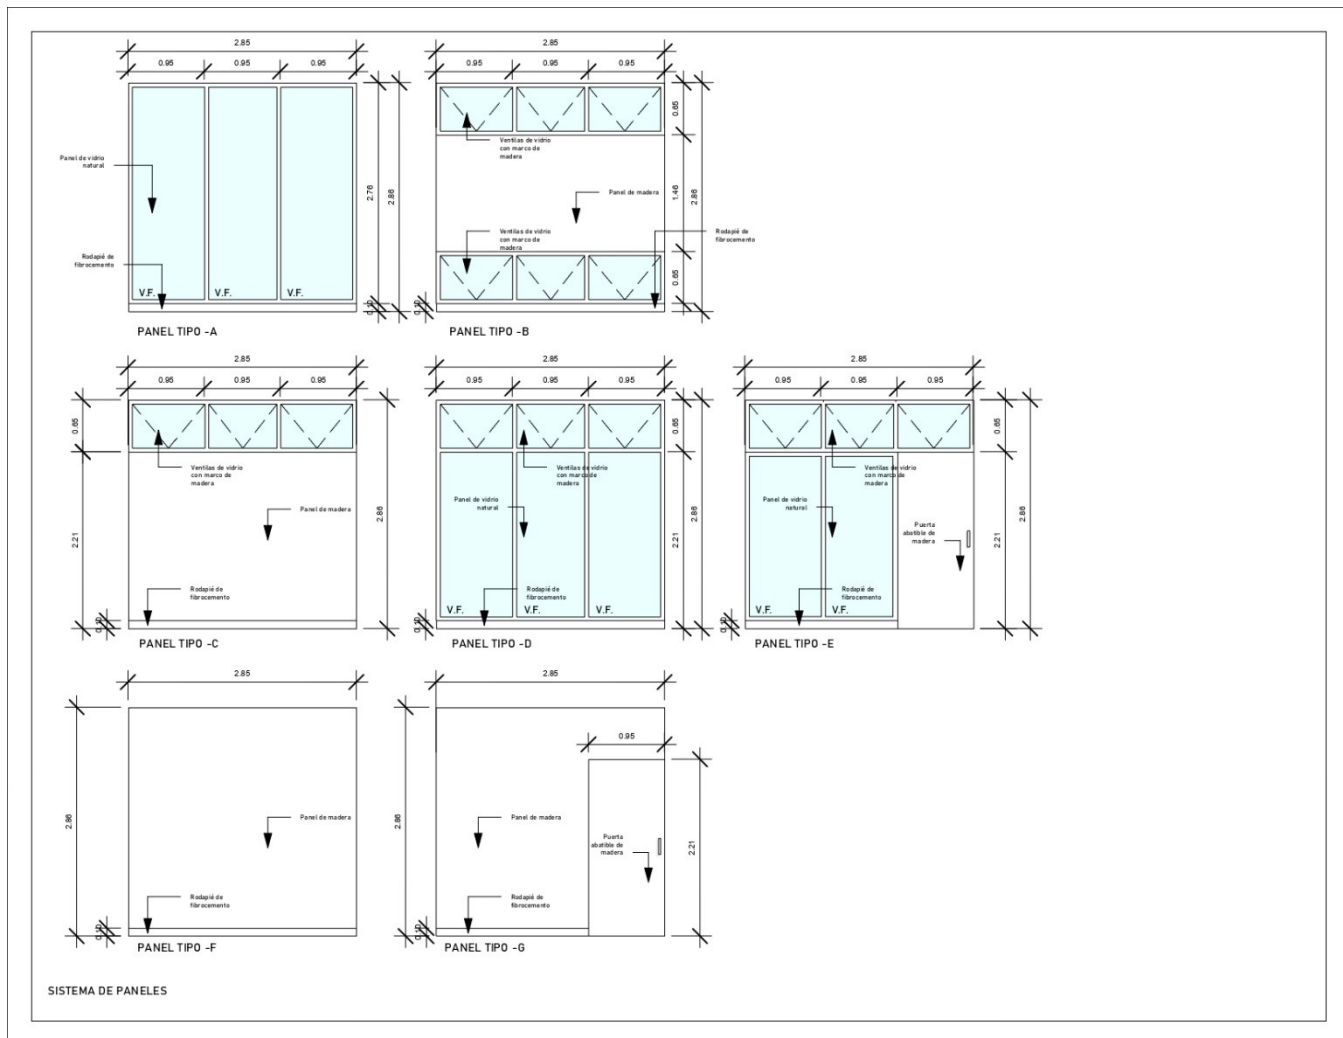 2.85
0.95 0.95 0.95
Panel de vidrio
natural
Rodapié de
fibrocemento
V.F. V.F. V.F.
2.76
2.86
0.10
PANEL TIPO -A
2.85
0.95 0.95 0.95
Ventilas de vidrio
con marco de
madera
Panel de madera
Ventilas de vidrio
con marco de
madera
Rodapié de
fibrocemento
0.65
1.46
2.86
0.65
0.10
PANEL TIPO -B
2.85
0.95 0.95 0.95
0.65
Ventilas de vidrio
con marco de
madera
Panel de madera
2.21
2.86
Rodapié de
fibrocemento
0.10
PANEL TIPO -C
2.85
0.95 0.95 0.95
0.65
Ventilas de vidrio
con marco de
madera
Panel de vidrio
natural
2.21
2.86
Rodapié de
fibrocemento
V.F. V.F. V.F.
0.10
PANEL TIPO -D
2.85
0.95 0.95 0.95
0.65
Ventilas de vidrio
con marco de
madera
Panel de vidrio
natural
Puerta
abatible de
madera
2.21
2.86
Rodapié de
fibrocemento
V.F. V.F.
0.10
PANEL TIPO -E
2.85
2.86
Panel de madera
Rodapié de
fibrocemento
0.10
PANEL TIPO -F
2.85
0.95
2.86
Panel de madera
Puerta
abatible de
madera
2.21
Rodapié de
fibrocemento
0.10
PANEL TIPO -G
SISTEMA DE PANELES